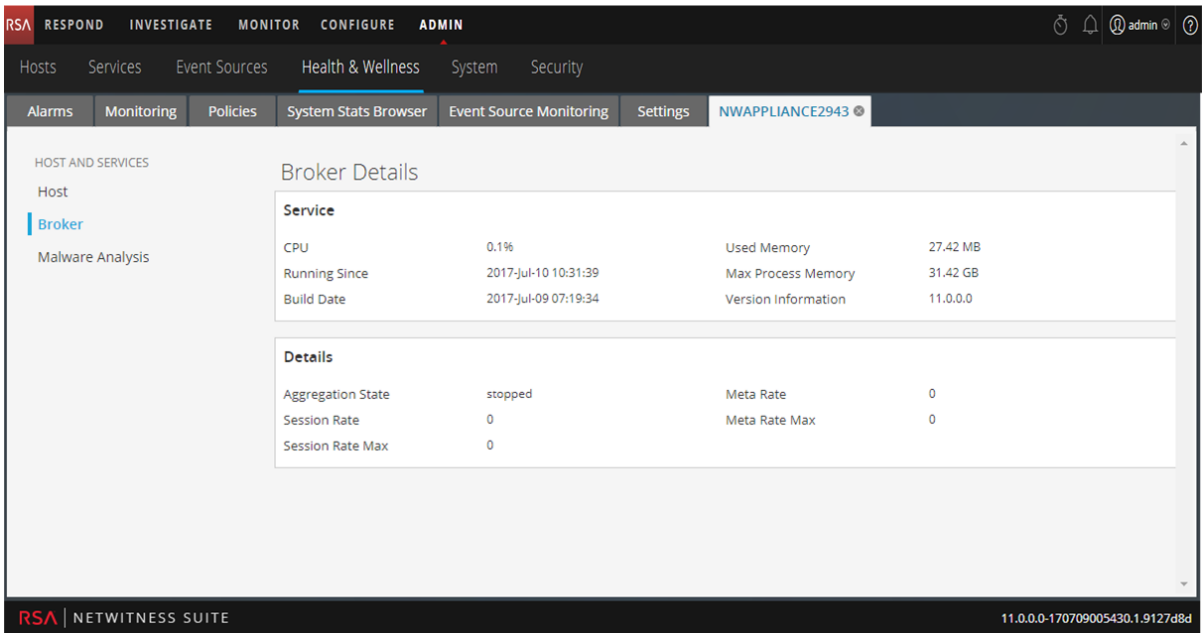 RSA RESPOND INVESTIGATE MONITOR CONFIGURE ADMIN admin
Hosts Services Event Sources Health & Wellness System Security
Alarms Monitoring Policies System Stats Browser Event Source Monitoring Settings NWAPPLIANCE2943
HOST AND SERVICES
Host
Broker
Malware Analysis
Broker Details
Service
CPU 0.1% Used Memory 27.42 MB
Running Since 2017-Jul-10 10:31:39 Max Process Memory 31.42 GB
Build Date 2017-Jul-09 07:19:34 Version Information 11.0.0.0
Details
Aggregation State stopped Meta Rate 0
Session Rate 0 Meta Rate Max 0
Session Rate Max 0
RSA NETWITNESS SUITE 11.0.0.0-170709005430.1.9127d8d